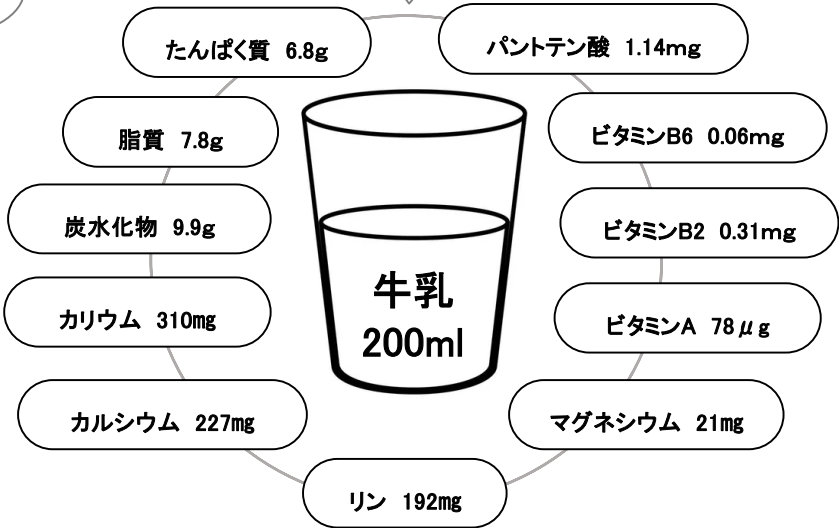 たんぱく質 6.8g
パントテン酸 1.14mg
脂質 7.8g
ビタミンB6 0.06mg
炭水化物 9.9g
ビタミンB2 0.31mg
牛乳
200ml
カリウム 310mg
ビタミンA 78μg
カルシウム 227mg
マグネシウム 21mg
リン 192mg